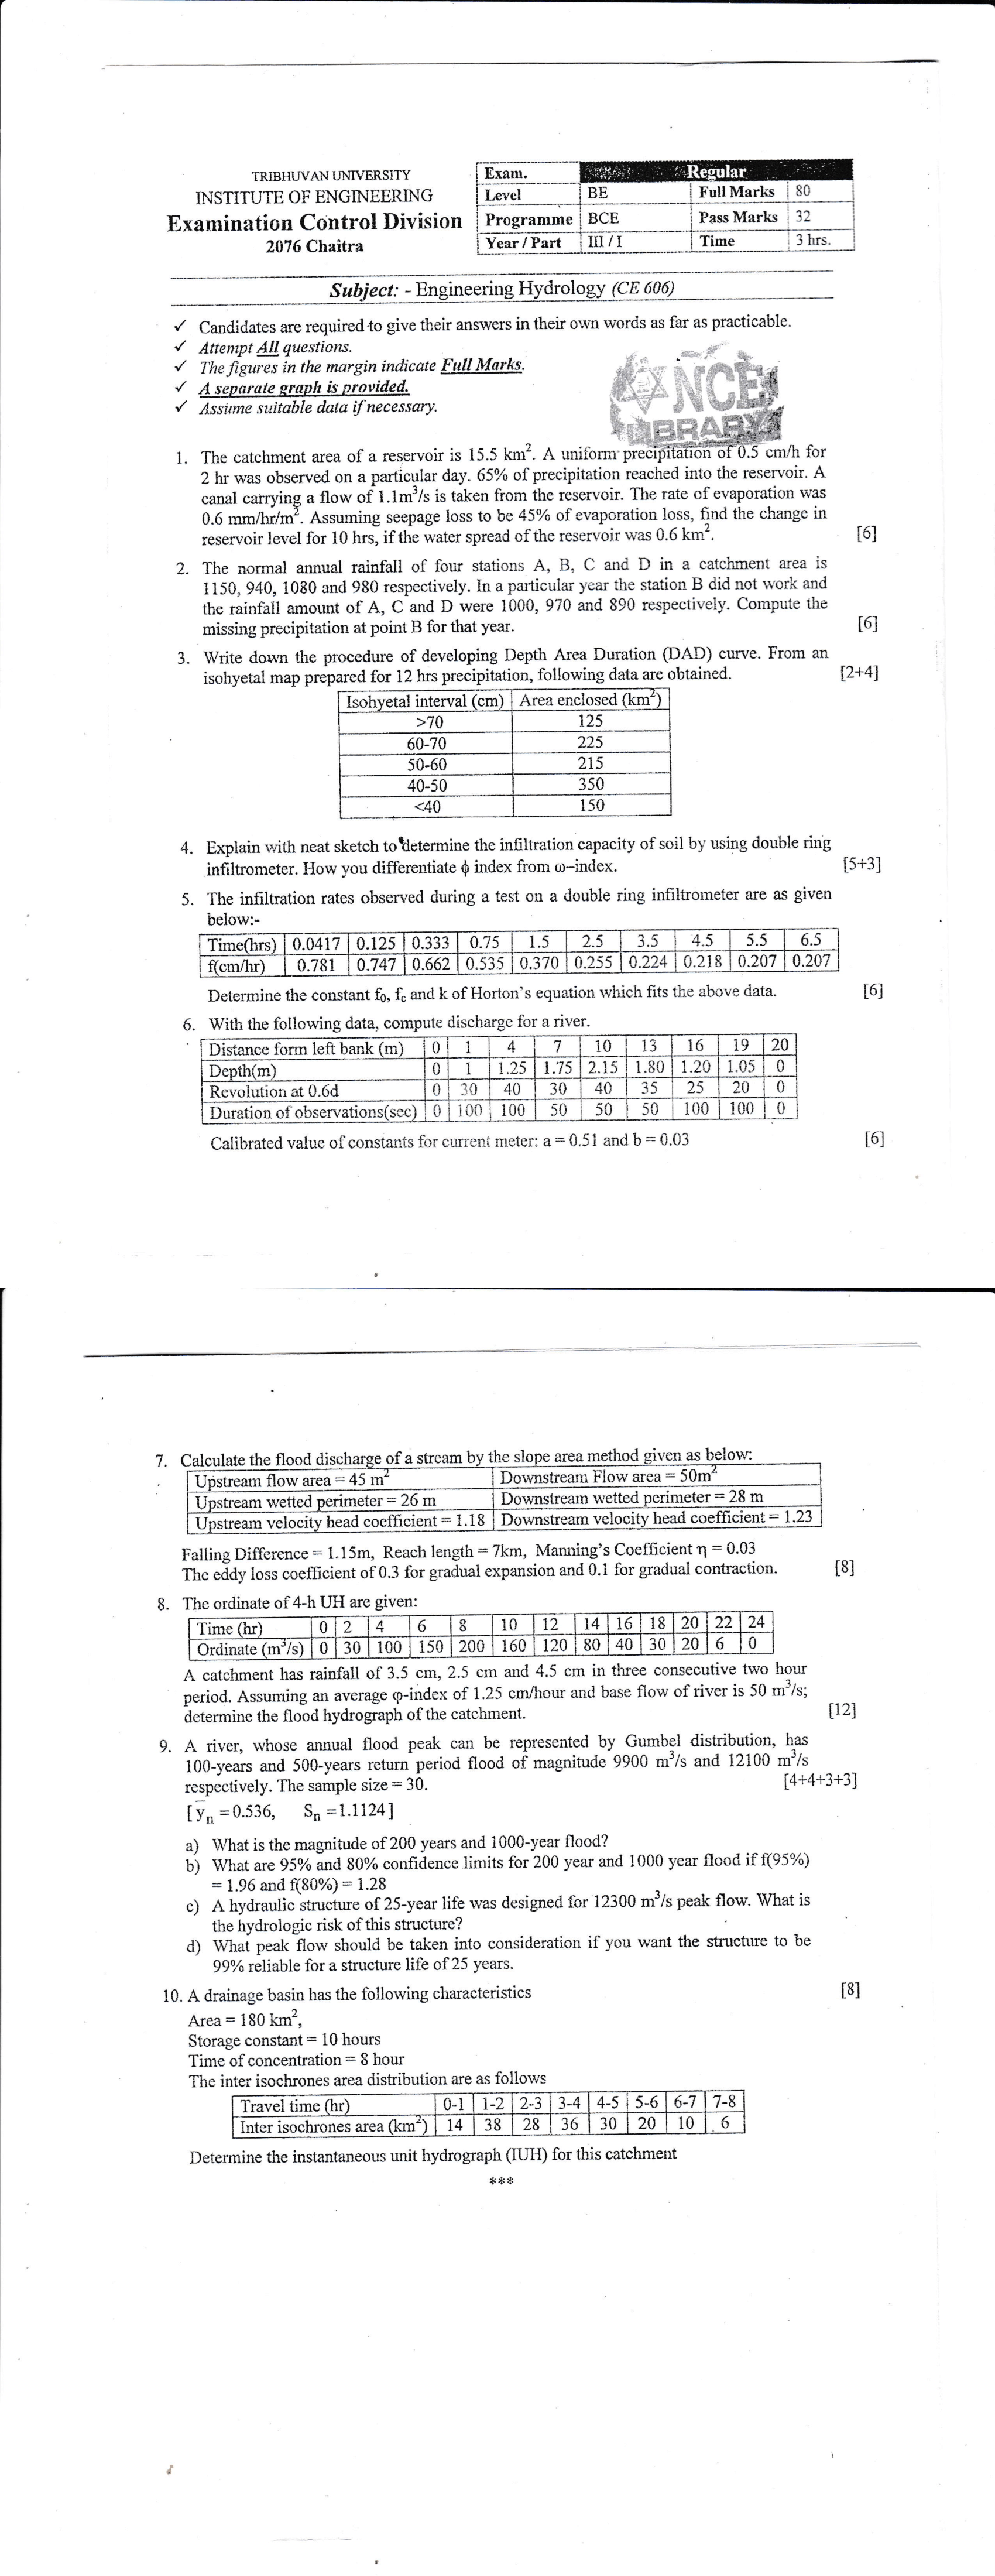 TRIBHUVAN UNIVERSITY
INSTITUTE OF ENGINEERING
Examination Control Division
2076 Chaitra
Exam. Regular
Level BE Full Marks 80
Programme BCE Pass Marks 32
Year / Part III / I Time 3 hrs.
Subject: - Engineering Hydrology (CE 606)
✓ Candidates are required to give their answers in their own words as far as practicable.
✓ Attempt All questions.
✓ The figures in the margin indicate Full Marks.
✓ A separate graph is provided.
✓ Assume suitable data if necessary.
NCE
LIBRARY
1. The catchment area of a reservoir is 15.5 km². A uniform precipitation of 0.5 cm/h for
2 hr was observed on a particular day. 65% of precipitation reached into the reservoir. A
canal carrying a flow of 1.1m³/s is taken from the reservoir. The rate of evaporation was
0.6 mm/hr/m². Assuming seepage loss to be 45% of evaporation loss, find the change in
reservoir level for 10 hrs, if the water spread of the reservoir was 0.6 km². [6]
2. The normal annual rainfall of four stations A, B, C and D in a catchment area is
1150, 940, 1080 and 980 respectively. In a particular year the station B did not work and
the rainfall amount of A, C and D were 1000, 970 and 890 respectively. Compute the
missing precipitation at point B for that year. [6]
3. Write down the procedure of developing Depth Area Duration (DAD) curve. From an
isohyetal map prepared for 12 hrs precipitation, following data are obtained. [2+4]
Isohyetal interval (cm) Area enclosed (km²)
>70 125
60-70 225
50-60 215
40-50 350
<40 150
4. Explain with neat sketch to determine the infiltration capacity of soil by using double ring
infiltrometer. How you differentiate ϕ index from ω–index. [5+3]
5. The infiltration rates observed during a test on a double ring infiltrometer are as given
below:-
Time(hrs) 0.0417 0.125 0.333 0.75 1.5 2.5 3.5 4.5 5.5 6.5
f(cm/hr) 0.781 0.747 0.662 0.535 0.370 0.255 0.224 0.218 0.207 0.207
Determine the constant f₀, f꜀ and k of Horton's equation which fits the above data. [6]
6. With the following data, compute discharge for a river.
Distance form left bank (m) 0 1 4 7 10 13 16 19 20
Depth(m) 0 1 1.25 1.75 2.15 1.80 1.20 1.05 0
Revolution at 0.6d 0 30 40 30 40 35 25 20 0
Duration of observations(sec) 0 100 100 50 50 50 100 100 0
Calibrated value of constants for current meter: a = 0.51 and b = 0.03 [6]
7. Calculate the flood discharge of a stream by the slope area method given as below:
Upstream flow area = 45 m² Downstream Flow area = 50m²
Upstream wetted perimeter = 26 m Downstream wetted perimeter = 28 m
Upstream velocity head coefficient = 1.18 Downstream velocity head coefficient = 1.23
Falling Difference = 1.15m, Reach length = 7km, Manning's Coefficient η = 0.03
The eddy loss coefficient of 0.3 for gradual expansion and 0.1 for gradual contraction. [8]
8. The ordinate of 4-h UH are given:
Time (hr) 0 2 4 6 8 10 12 14 16 18 20 22 24
Ordinate (m³/s) 0 30 100 150 200 160 120 80 40 30 20 6 0
A catchment has rainfall of 3.5 cm, 2.5 cm and 4.5 cm in three consecutive two hour
period. Assuming an average φ-index of 1.25 cm/hour and base flow of river is 50 m³/s;
determine the flood hydrograph of the catchment. [12]
9. A river, whose annual flood peak can be represented by Gumbel distribution, has
100-years and 500-years return period flood of magnitude 9900 m³/s and 12100 m³/s
respectively. The sample size = 30. [4+4+3+3]
[y̅ₙ = 0.536, Sₙ = 1.1124]
a) What is the magnitude of 200 years and 1000-year flood?
b) What are 95% and 80% confidence limits for 200 year and 1000 year flood if f(95%)
= 1.96 and f(80%) = 1.28
c) A hydraulic structure of 25-year life was designed for 12300 m³/s peak flow. What is
the hydrologic risk of this structure?
d) What peak flow should be taken into consideration if you want the structure to be
99% reliable for a structure life of 25 years.
10. A drainage basin has the following characteristics [8]
Area = 180 km²,
Storage constant = 10 hours
Time of concentration = 8 hour
The inter isochrones area distribution are as follows
Travel time (hr) 0-1 1-2 2-3 3-4 4-5 5-6 6-7 7-8
Inter isochrones area (km²) 14 38 28 36 30 20 10 6
Determine the instantaneous unit hydrograph (IUH) for this catchment
***